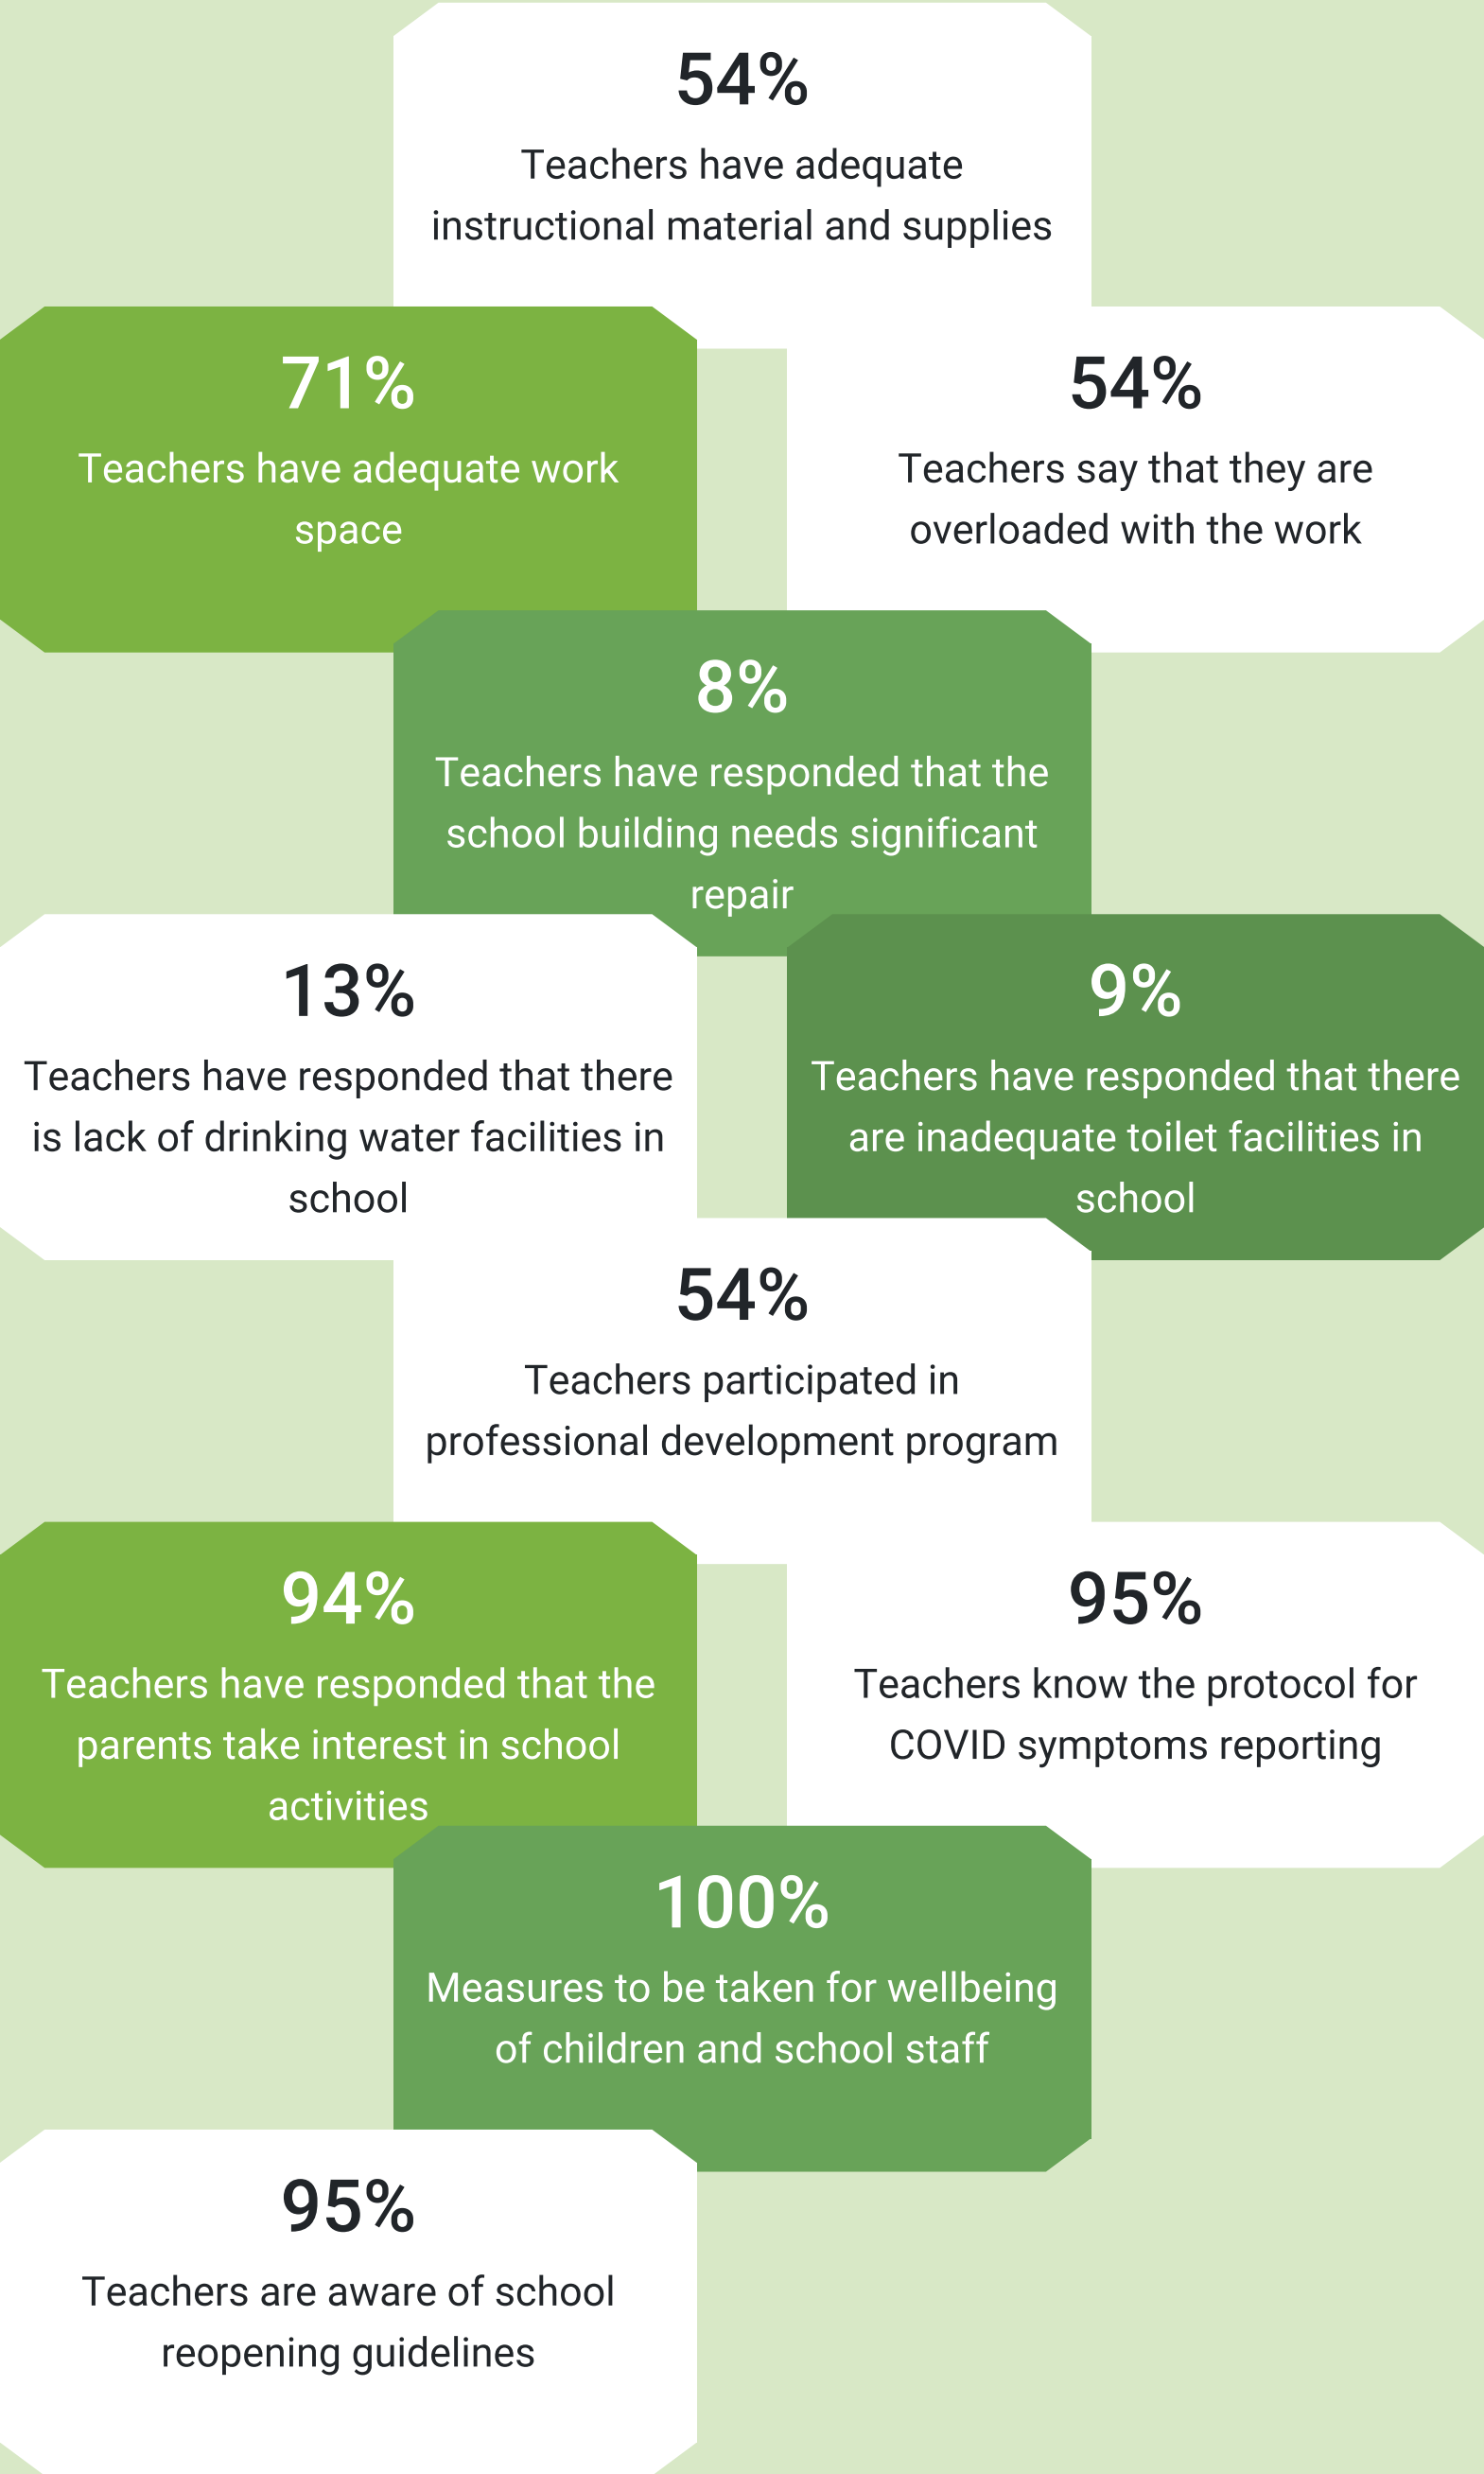 54%
Teachers have adequate
instructional material and supplies
71%
Teachers have adequate work
space
54%
Teachers say that they are
overloaded with the work
8%
Teachers have responded that the
school building needs significant
repair
13%
Teachers have responded that there
is lack of drinking water facilities in
school
9%
Teachers have responded that there
are inadequate toilet facilities in
school
54%
Teachers participated in
professional development program
94%
Teachers have responded that the
parents take interest in school
activities
95%
Teachers know the protocol for
COVID symptoms reporting
100%
Measures to be taken for wellbeing
of children and school staff
95%
Teachers are aware of school
reopening guidelines